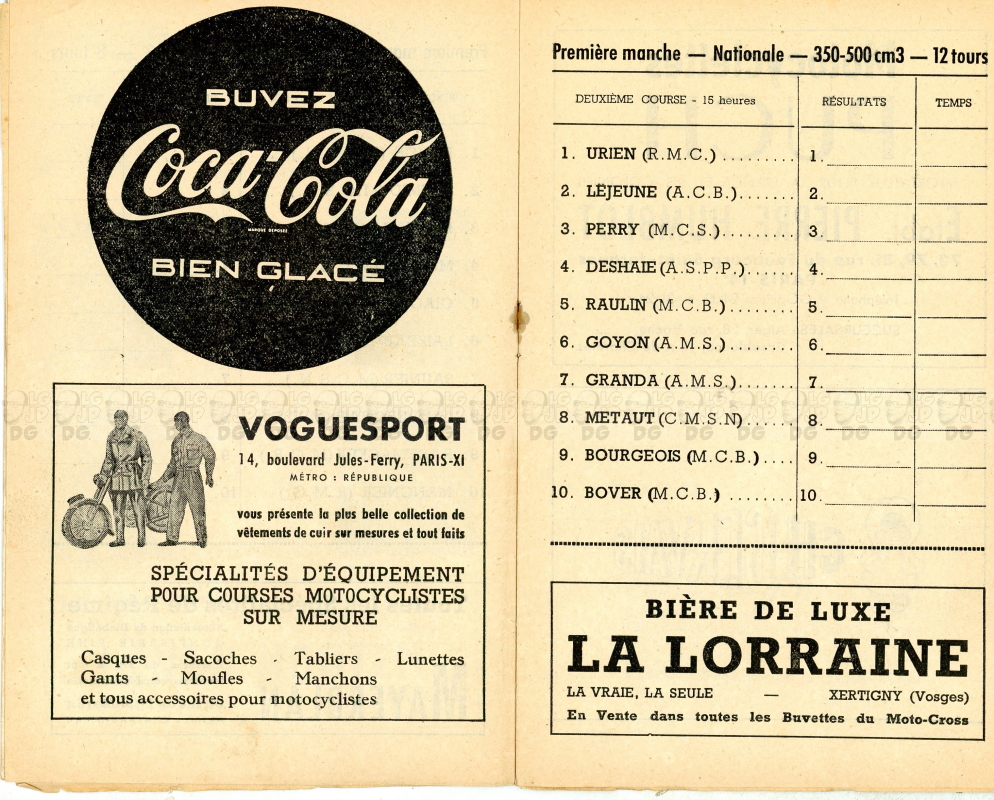 BUVEZ
Coca-Cola
MARQUE DÉPOSÉE
BIEN GLACÉ
VOGUESPORT
14, boulevard Jules-Ferry, PARIS-XI
MÉTRO : RÉPUBLIQUE
vous présente la plus belle collection de
vêtements de cuir sur mesures et tout faits
SPÉCIALITÉS D'ÉQUIPEMENT
POUR COURSES MOTOCYCLISTES
SUR MESURE
Casques - Sacoches - Tabliers - Lunettes
Gants - Moufles - Manchons
et tous accessoires pour motocyclistes
Première manche — Nationale — 350-500 cm3 — 12 tours
DEUXIÈME COURSE - 15 heures RÉSULTATS TEMPS
1. URIEN (R.M.C.) ........ 1.
2. LÉJEUNE (A.C.B.) ....... 2.
3. PERRY (M.C.S.) ......... 3.
4. DESHAIE (A.S.P.P.) ...... 4.
5. RAULIN (M.C.B.) ........ 5.
6. GOYON (A.M.S.) ........ 6.
7. GRANDA (A.M.S.) ....... 7.
8. METAUT (C.M.S.N) ...... 8.
9. BOURGEOIS (M.C.B.) .... 9.
10. BOVER (M.C.B.) ........ 10.
BIÈRE DE LUXE
LA LORRAINE
LA VRAIE, LA SEULE — XERTIGNY (Vosges)
En Vente dans toutes les Buvettes du Moto-Cross